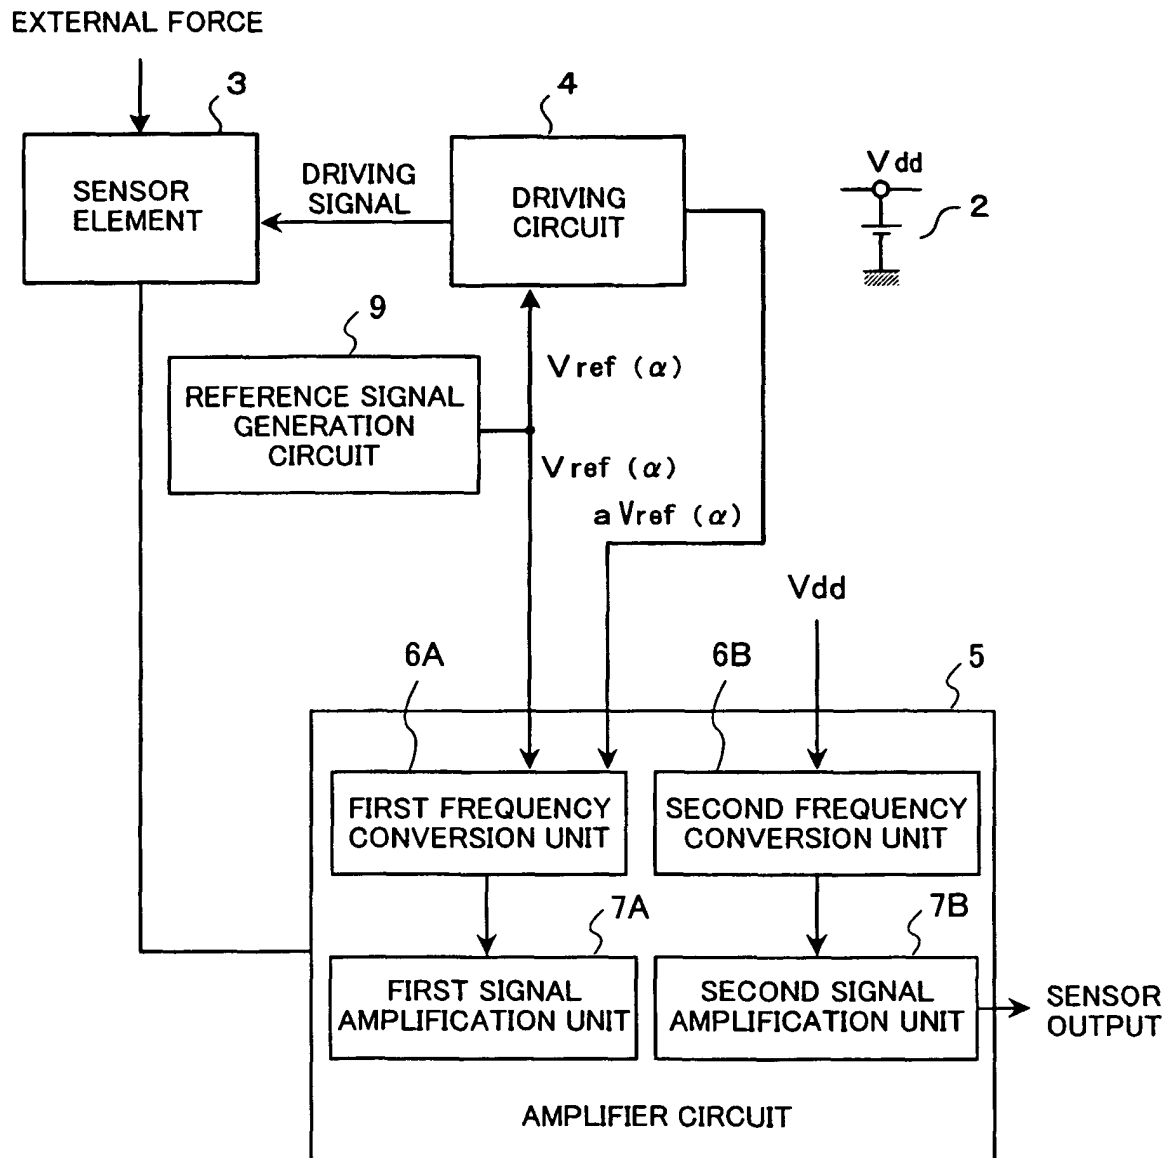 EXTERNAL FORCE
3
4
SENSOR
ELEMENT
DRIVING
SIGNAL
DRIVING
CIRCUIT
Vdd
2
9
REFERENCE SIGNAL
GENERATION
CIRCUIT
Vref (α)
Vref (α)
a Vref (α)
Vdd
6A
6B
5
FIRST FREQUENCY
CONVERSION UNIT
SECOND FREQUENCY
CONVERSION UNIT
7A
7B
FIRST SIGNAL
AMPLIFICATION UNIT
SECOND SIGNAL
AMPLIFICATION UNIT
SENSOR
OUTPUT
AMPLIFIER CIRCUIT